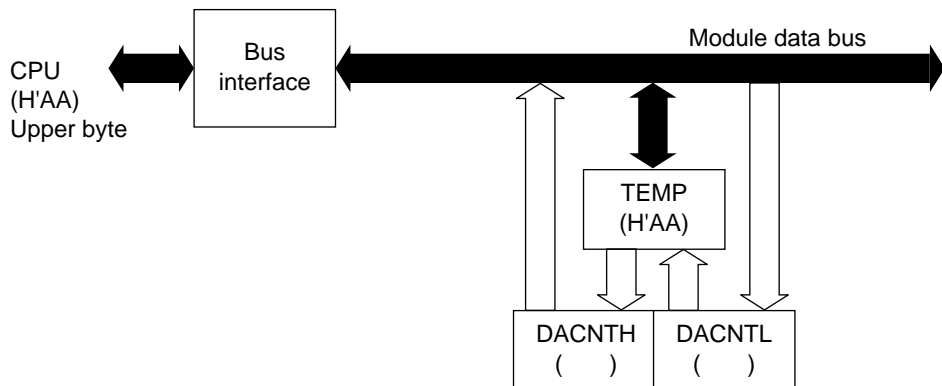 Module data bus
Bus
interface
CPU
(H'AA)
Upper byte
TEMP
(H'AA)
DACNTH
( )
DACNTL
( )